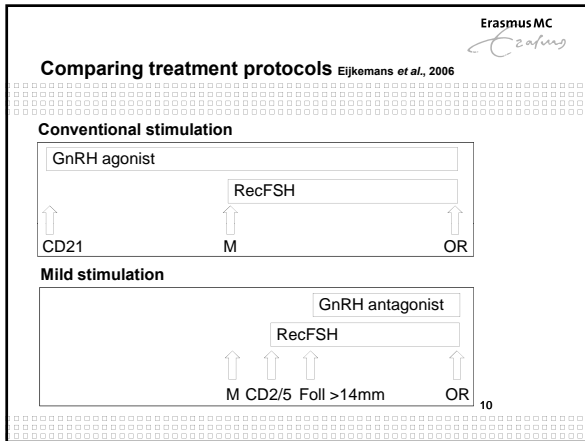 Erasmus MC
Erasmus
Comparing treatment protocols Eijkemans et al., 2006
Conventional stimulation
GnRH agonist
RecFSH
CD21 M OR
Mild stimulation
GnRH antagonist
RecFSH
M CD2/5 Foll >14mm OR
10